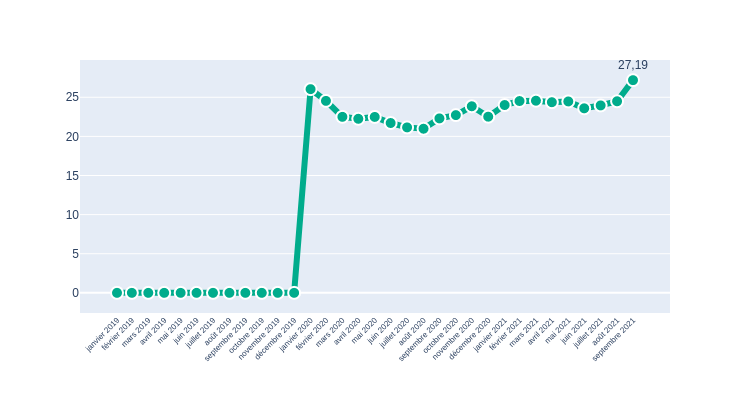 27,19
25
20
15
10
5
0
janvier 2019
février 2019
mars 2019
avril 2019
mai 2019
juin 2019
juillet 2019
août 2019
septembre 2019
octobre 2019
novembre 2019
décembre 2019
janvier 2020
février 2020
mars 2020
avril 2020
mai 2020
juin 2020
juillet 2020
août 2020
septembre 2020
octobre 2020
novembre 2020
décembre 2020
janvier 2021
février 2021
mars 2021
avril 2021
mai 2021
juin 2021
juillet 2021
août 2021
septembre 2021